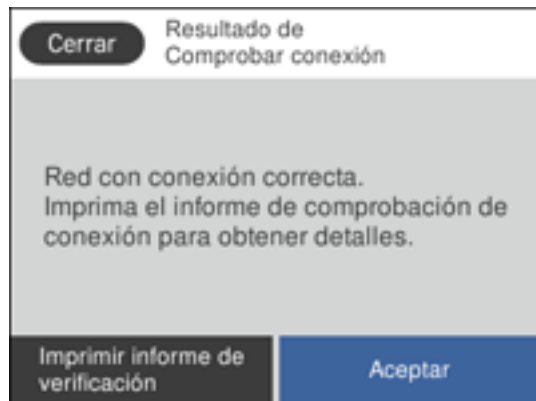 Cerrar
Resultado de
Comprobar conexión
Red con conexión correcta.
Imprima el informe de comprobación de
conexión para obtener detalles.
Imprimir informe de
verificación
Aceptar